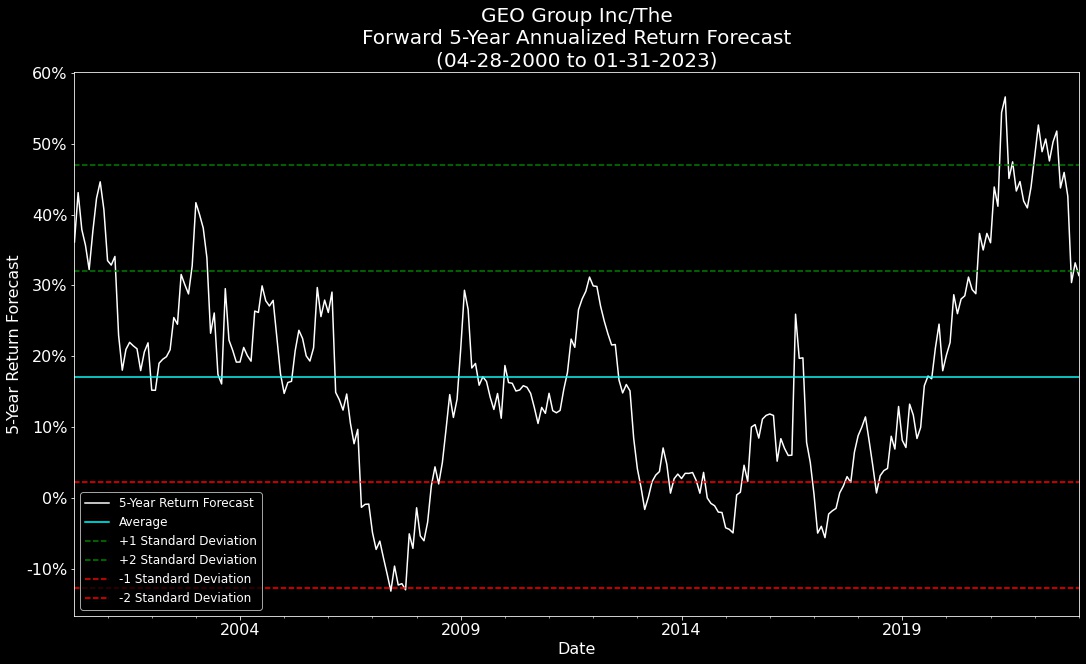 GEO Group Inc/The
Forward 5-Year Annualized Return Forecast
(04-28-2000 to 01-31-2023)
60%
50%
40%
30%
20%
10%
0%
-10%
5-Year Return Forecast
5-Year Return Forecast
Average
+1 Standard Deviation
+2 Standard Deviation
-1 Standard Deviation
-2 Standard Deviation
2004
2009
2014
2019
Date